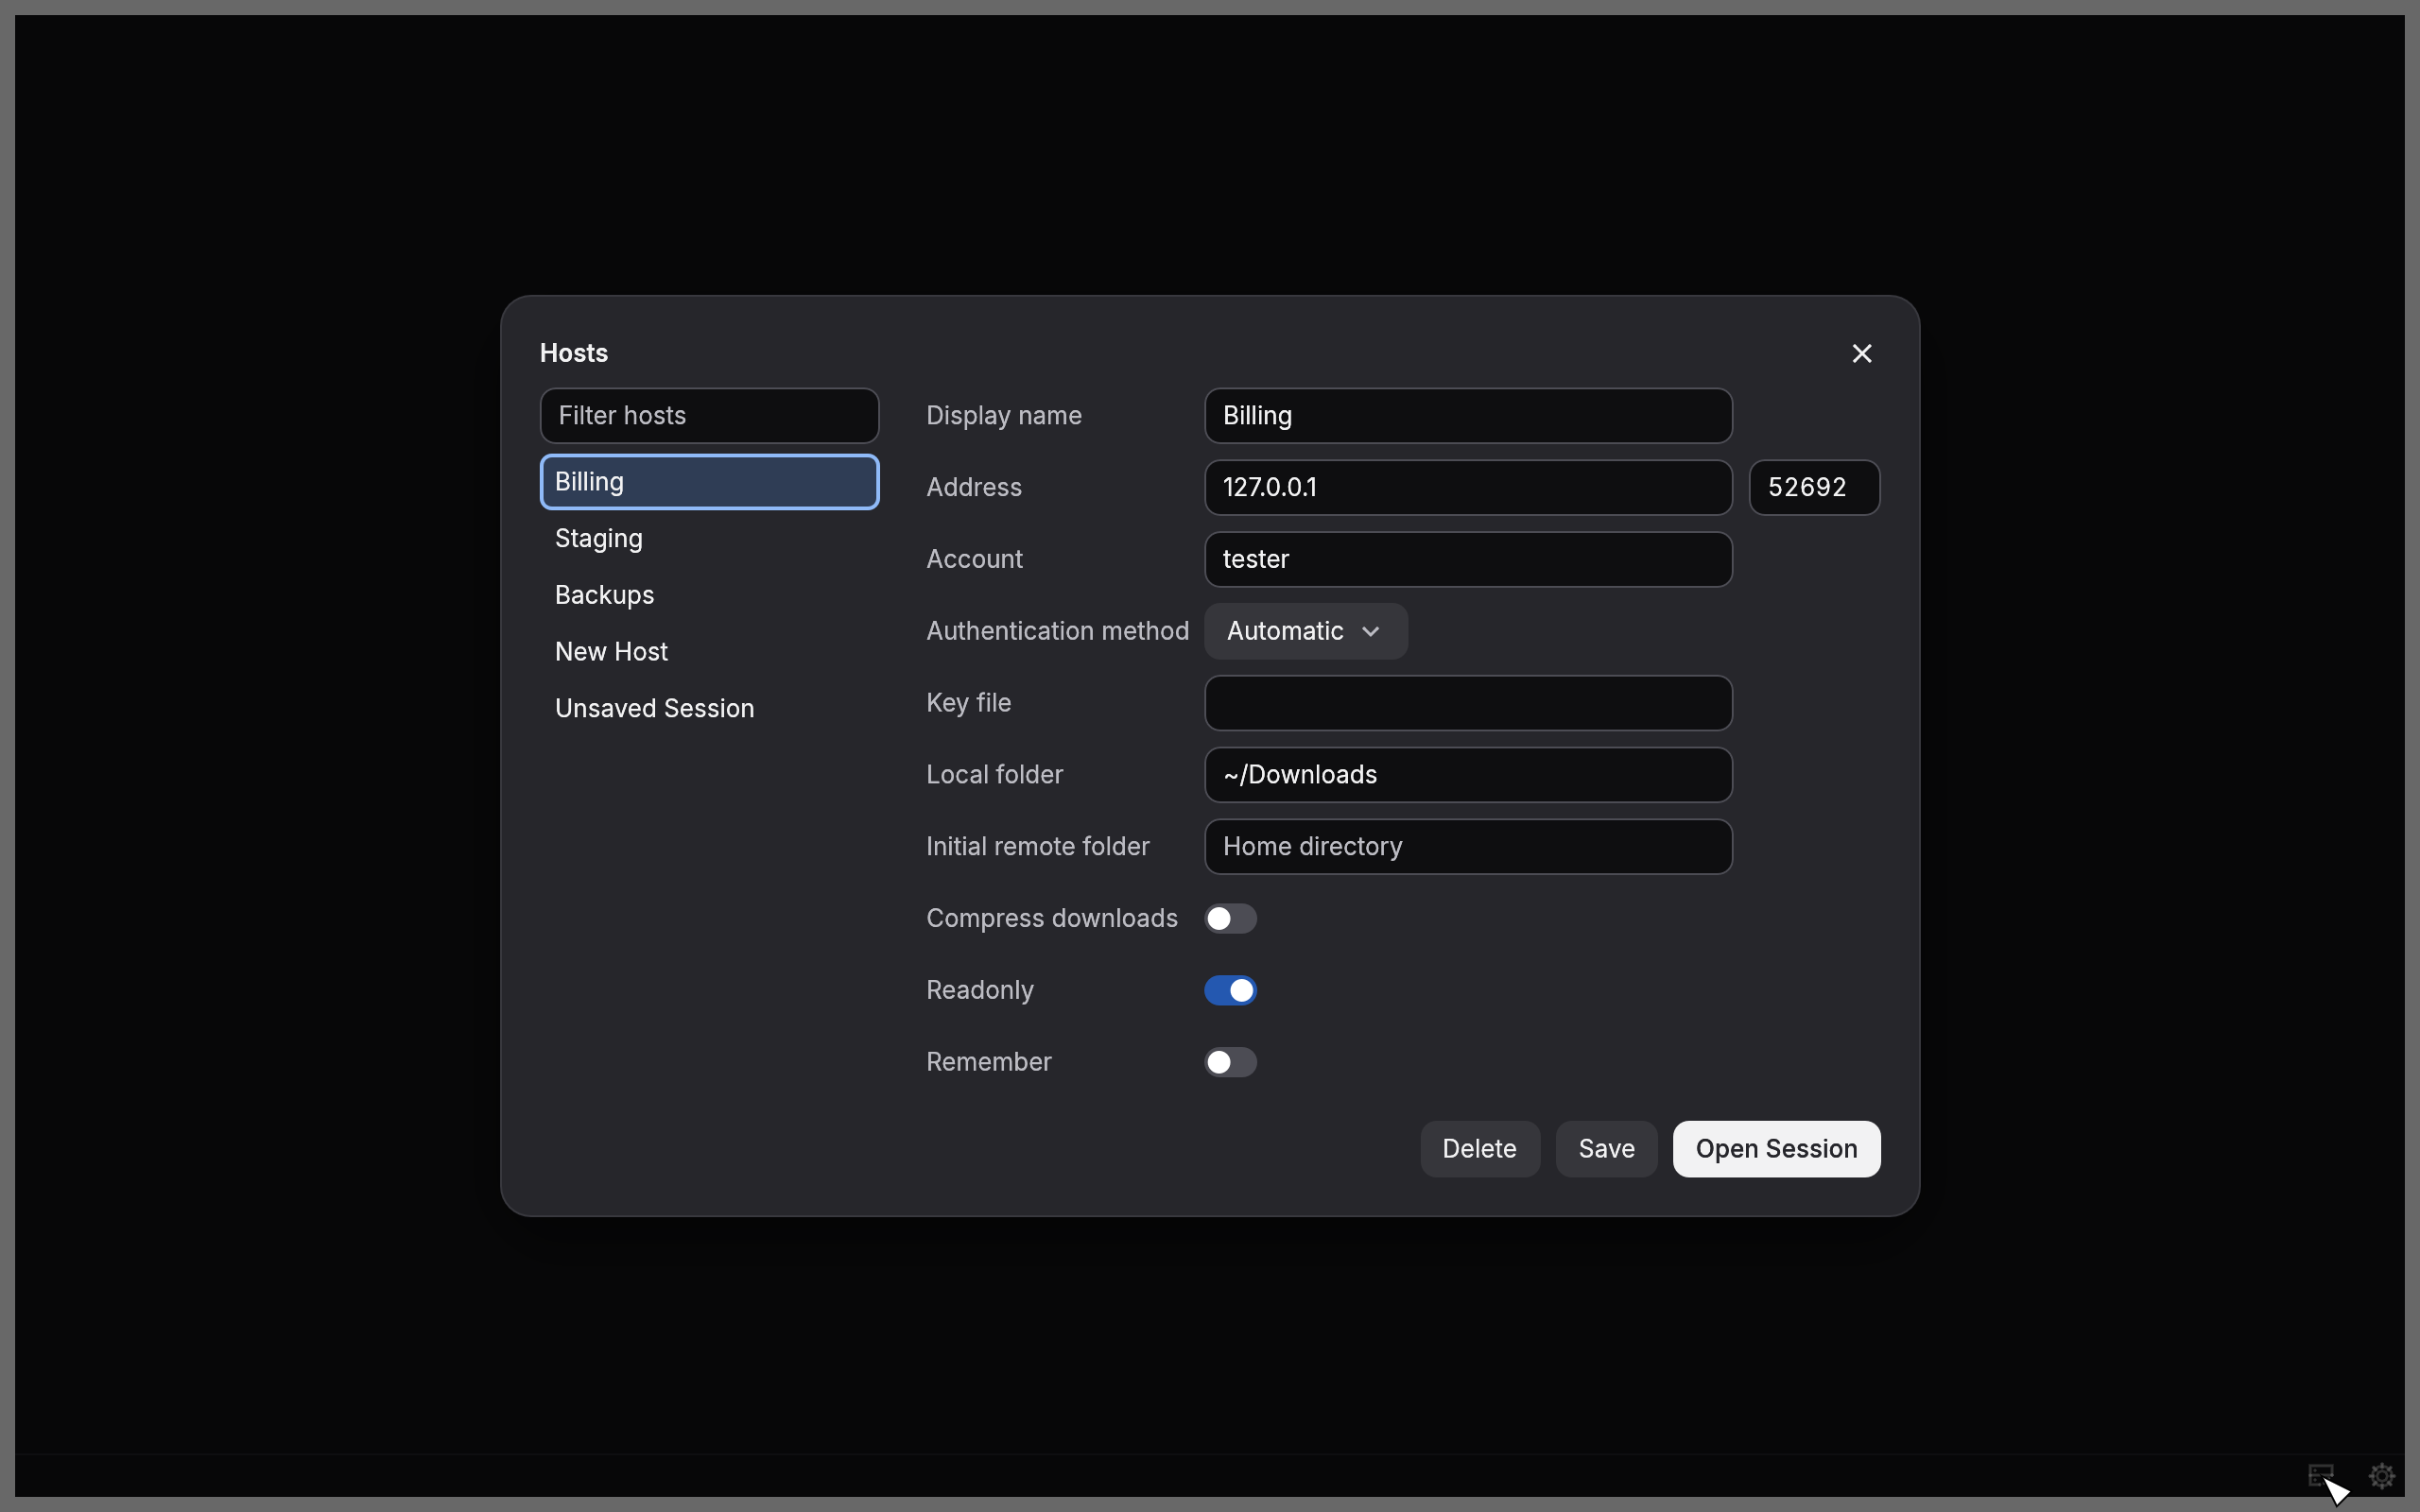 Hosts
Filter hosts
Billing
Staging
Backups
New Host
Unsaved Session
Display name
Billing
Address
127.0.0.1
52692
Account
tester
Authentication method
Automatic
Key file
Local folder
~/Downloads
Initial remote folder
Home directory
Compress downloads
Readonly
Remember
Delete
Save
Open Session